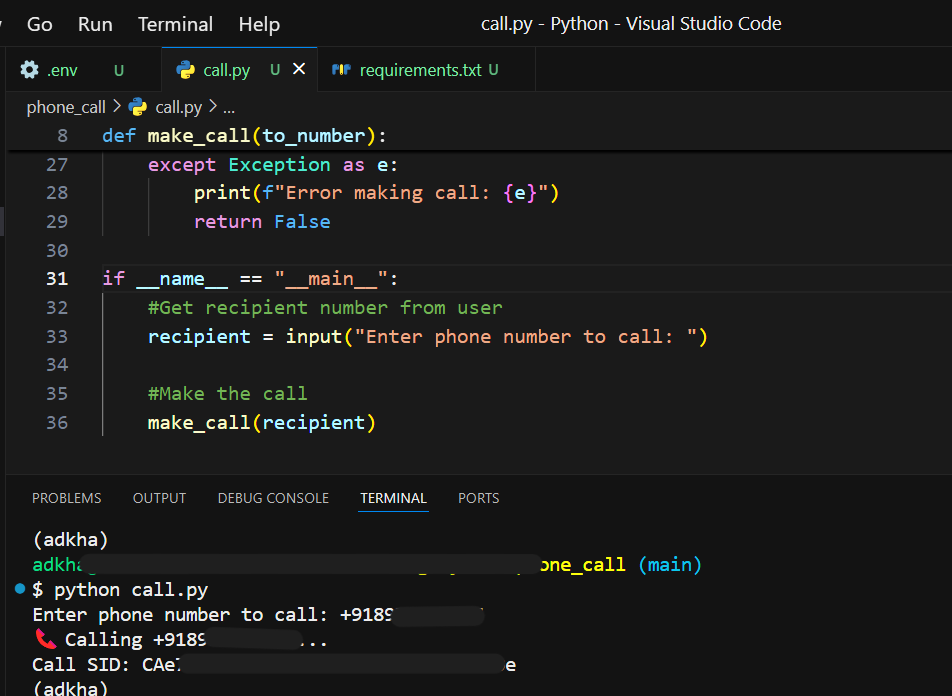 Go Run Terminal Help call.py - Python - Visual Studio Code
.env U call.py U requirements.txt U
phone_call > call.py > ...
8 def make_call(to_number):
27 except Exception as e:
28 print(f"Error making call: {e}")
29 return False
30
31 if __name__ == "__main__":
32 #Get recipient number from user
33 recipient = input("Enter phone number to call: ")
34
35 #Make the call
36 make_call(recipient)
PROBLEMS OUTPUT DEBUG CONSOLE TERMINAL PORTS
(adkha)
adkha one_call (main)
$ python call.py
Enter phone number to call: +9189
📞 Calling +9189 ...
Call SID: CAe e
(adkha)